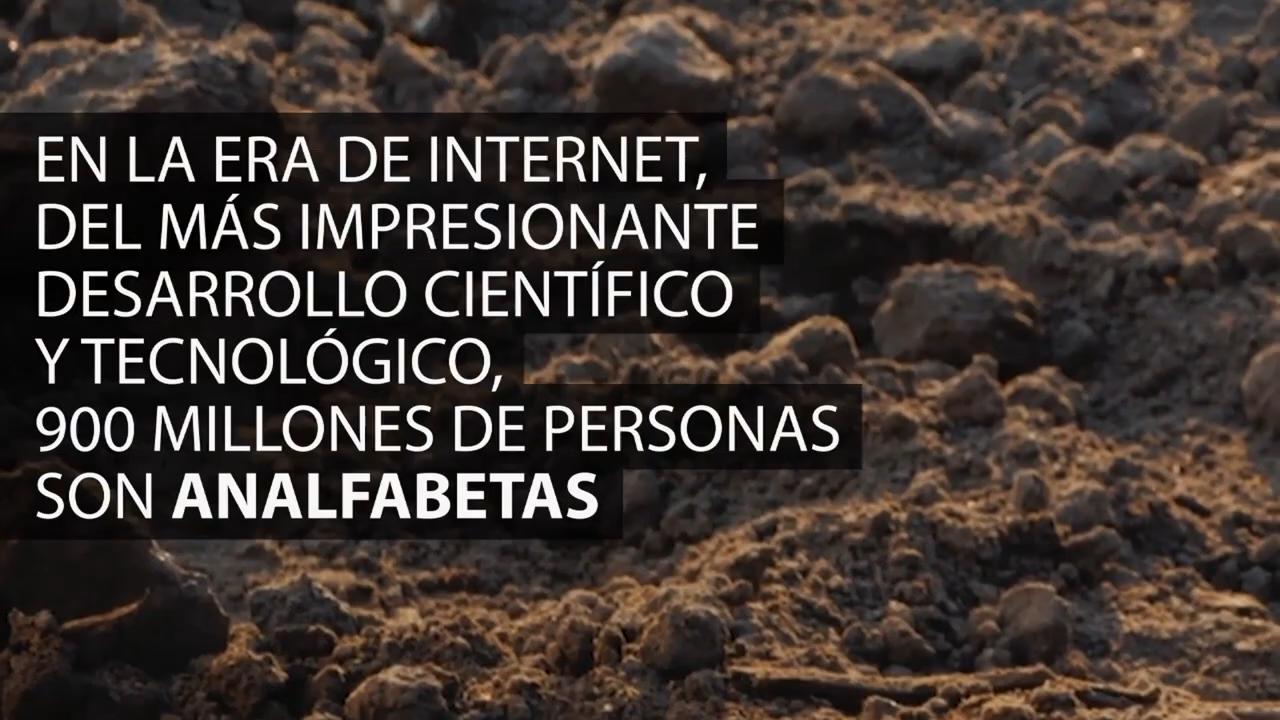 EN LA ERA DE INTERNET,
DEL MÁS IMPRESIONANTE
DESARROLLO CIENTÍFICO
Y TECNOLÓGICO,
900 MILLONES DE PERSONAS
SON ANALFABETAS